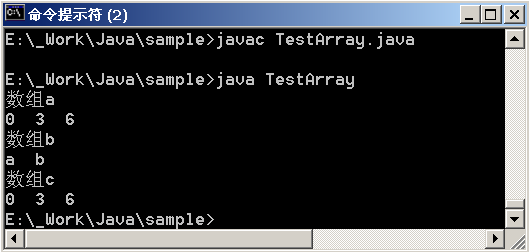 命令提示符 (2)
E:\_Work\Java\sample>javac TestArray.java
E:\_Work\Java\sample>java TestArray
数组a
0  3  6
数组b
a  b
数组c
0  3  6
E:\_Work\Java\sample>